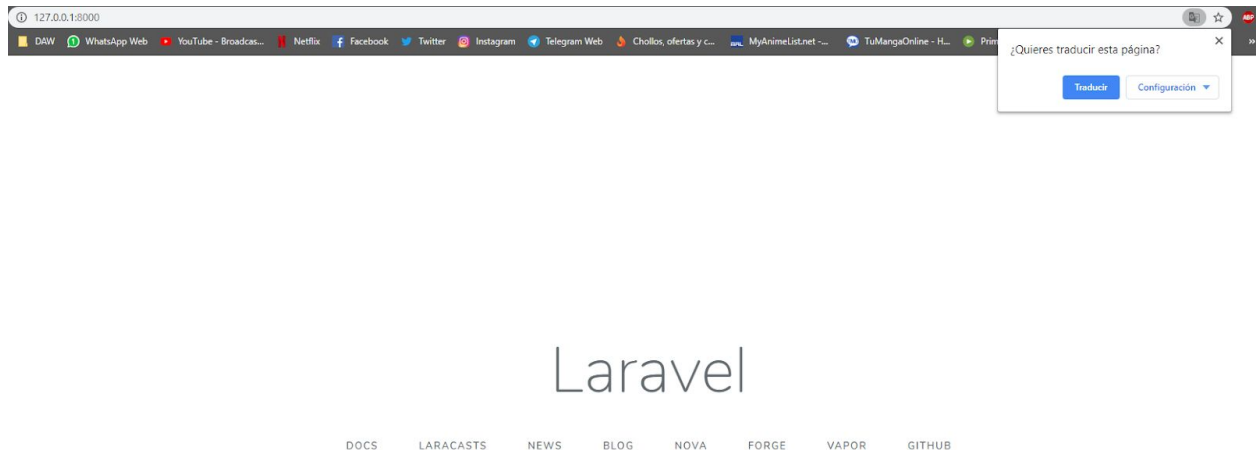 127.0.0.1:8000
ABP
DAW WhatsApp Web YouTube - Broadcas... Netflix Facebook Twitter Instagram Telegram Web Chollos, ofertas y c... MyAnimeList.net -... TuMangaOnline - H... Prim »
¿Quieres traducir esta página?
Traducir Configuración
Laravel
DOCS LARACASTS NEWS BLOG NOVA FORGE VAPOR GITHUB